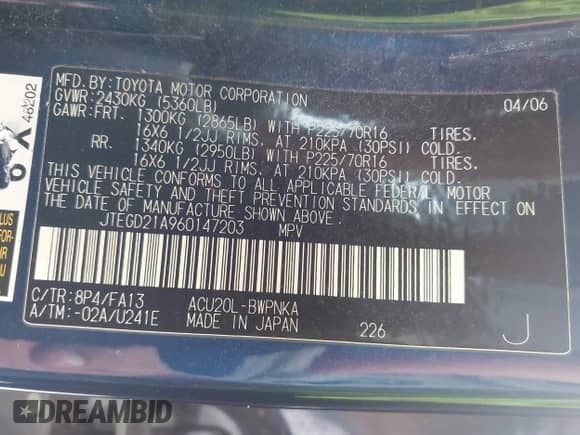 MFD. BY: TOYOTA MOTOR CORPORATION 04/06
GVWR: 2430KG (5360LB)
GAWR: FRT. 1300KG (2865LB) WITH P225/70R16 TIRES.
16X6 1/2JJ RIMS, AT 210KPA (30PSI) COLD.
RR. 1340KG (2950LB) WITH P225/70R16 TIRES.
16X6 1/2JJ RIMS, AT 210KPA (30PSI) COLD.
THIS VEHICLE CONFORMS TO ALL APPLICABLE FEDERAL MOTOR
VEHICLE SAFETY AND THEFT PREVENTION STANDARDS IN EFFECT ON
THE DATE OF MANUFACTURE SHOWN ABOVE.
JTEGD21A960147203 MPV
C/TR: 8P4/FA13 ACU20L-BWPNKA
A/TM: -02A/U241E MADE IN JAPAN 226 J
X 46202
DREAMBID